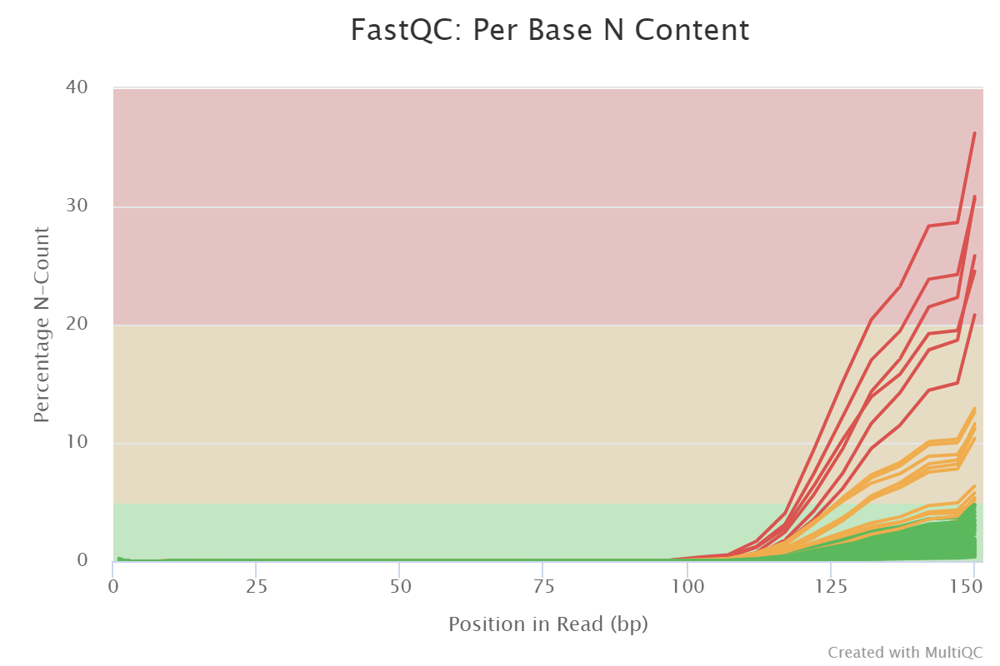 FastQC: Per Base N Content
40
30
20
10
0
Percentage N-Count
0 25 50 75 100 125 150
Position in Read (bp)
Created with MultiQC